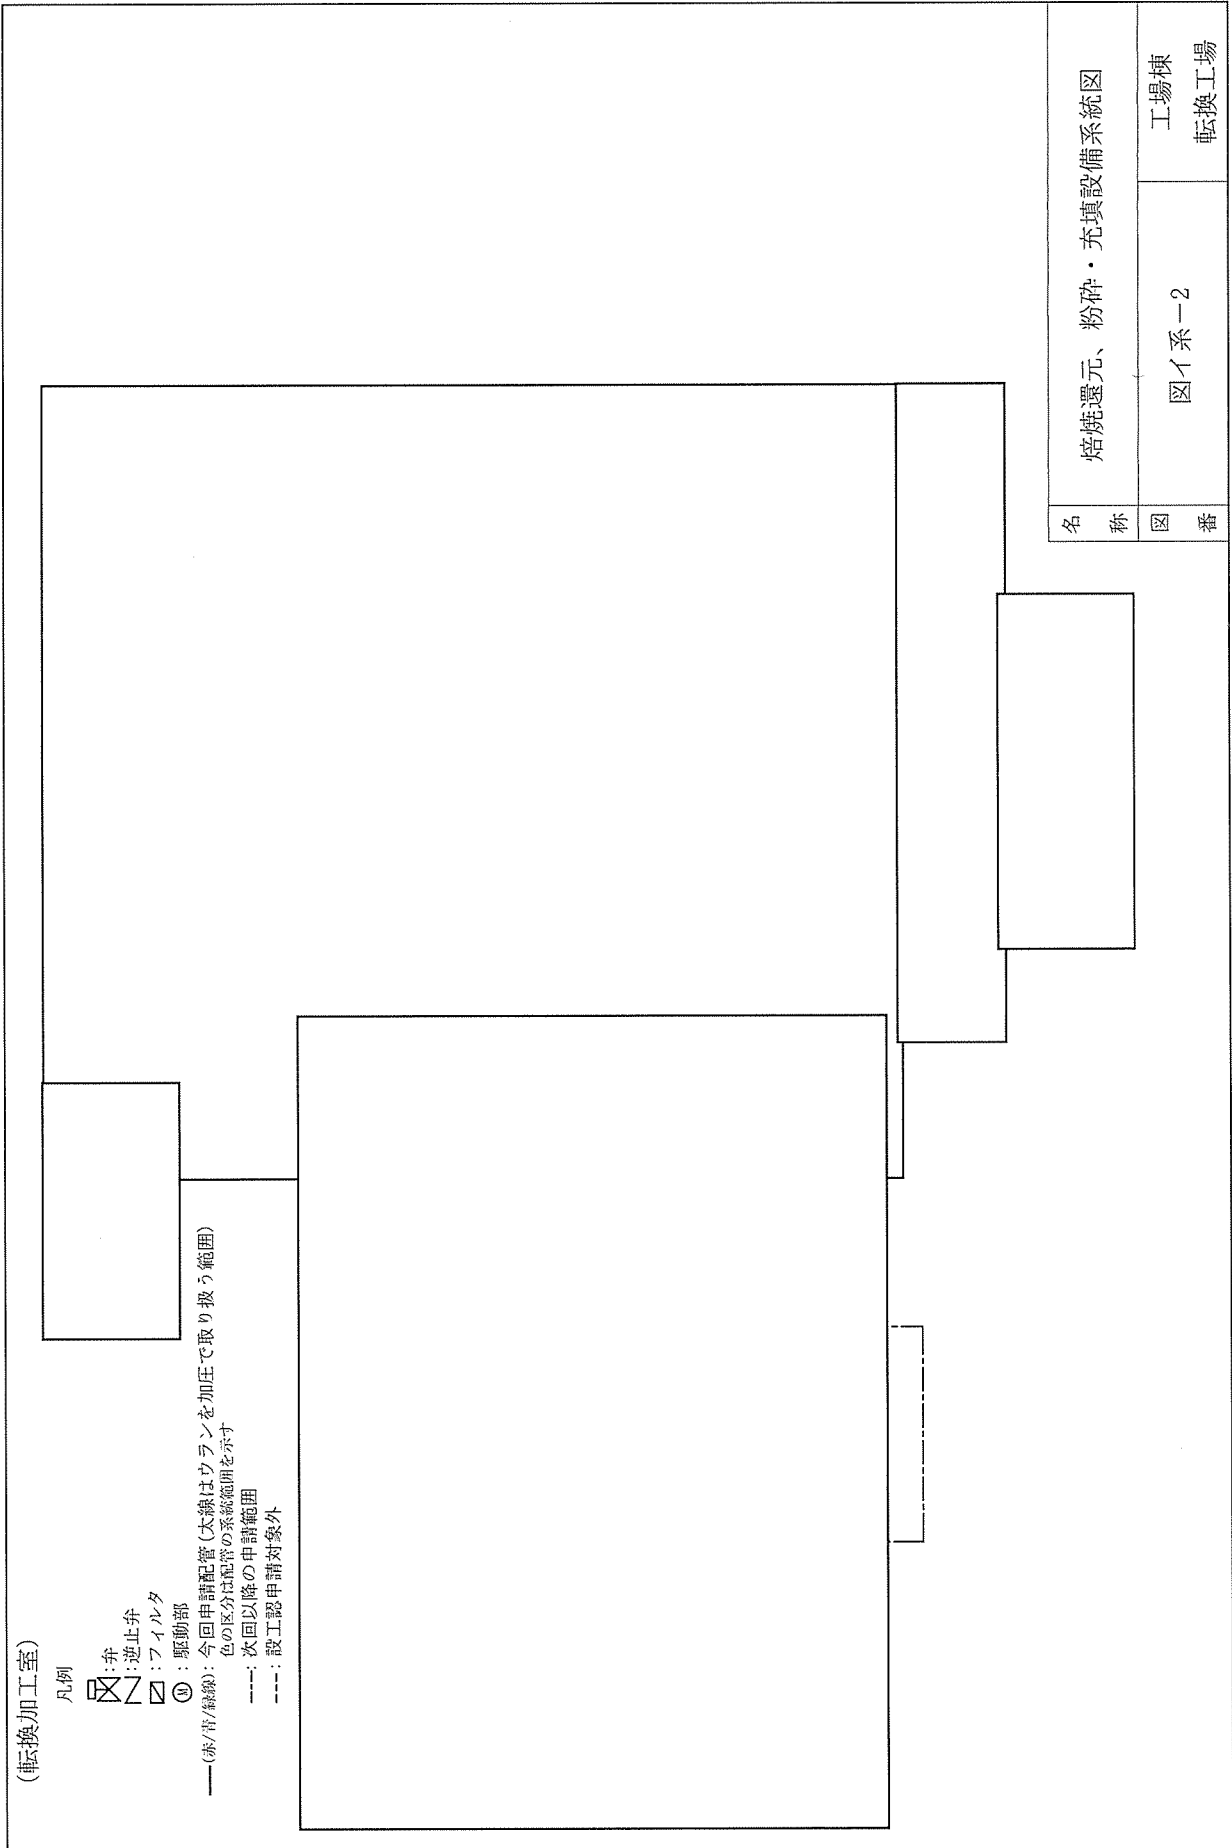 (転換加工室)
凡例
:弁
:逆止弁
:フィルタ
Ⓜ:駆動部
(赤/青/緑線):今回申請配管(太線はウランを加圧で取り扱う範囲)
色の区分は配管の系統範囲を示す
:次回以降の申請範囲
:設工認申請対象外
名称
焙焼還元、粉砕・充填設備系統図
図番
図イ系-2
工場棟
転換工場